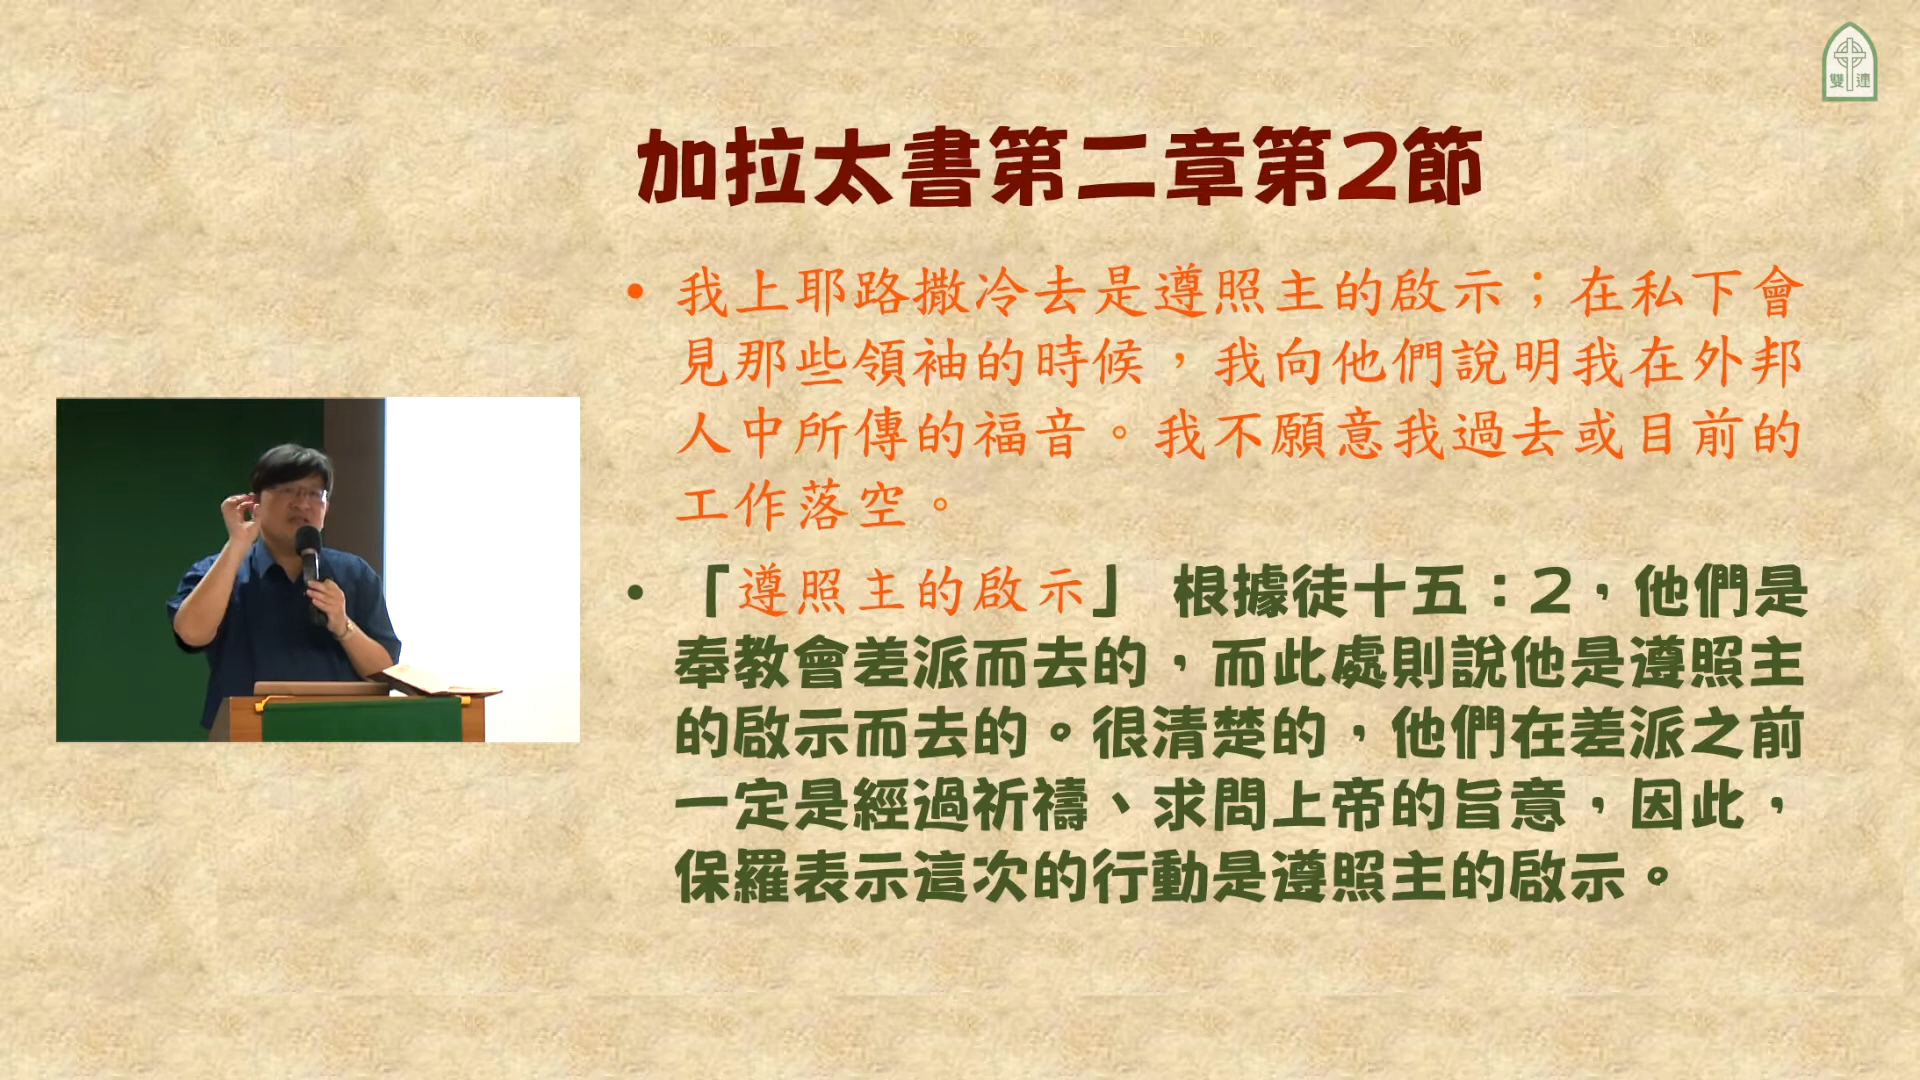 雙連
加拉太書第二章第2節
• 我上耶路撒冷去是遵照主的啟示；在私下會
見那些領袖的時候，我向他們說明我在外邦
人中所傳的福音。我不願意我過去或目前的
工作落空。
• 「遵照主的啟示」 根據徒十五：2，他們是
奉教會差派而去的，而此處則說他是遵照主
的啟示而去的。很清楚的，他們在差派之前
一定是經過祈禱、求問上帝的旨意，因此，
保羅表示這次的行動是遵照主的啟示。